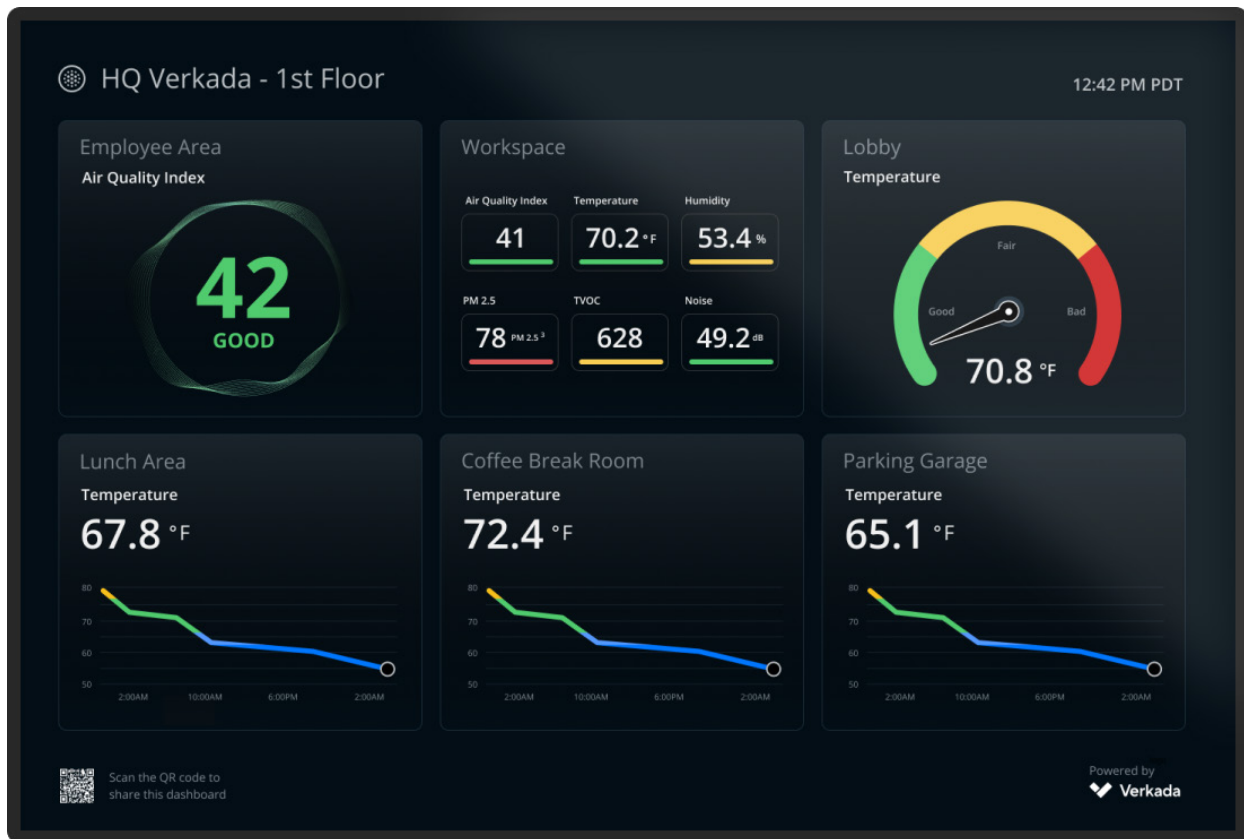 HQ Verkada - 1st Floor
12:42 PM PDT
Employee Area
Air Quality Index
42
GOOD
Workspace
Air Quality Index Temperature Humidity
41 70.2 °F 53.4 %
PM 2.5 TVOC Noise
78 PM 2.5 ³ 628 49.2 dB
Lobby
Temperature
Fair
Good Bad
70.8 °F
Lunch Area
Temperature
67.8 °F
80
70
60
50
2:00AM 10:00AM 6:00PM 2:00AM
Coffee Break Room
Temperature
72.4 °F
80
70
60
50
2:00AM 10:00AM 6:00PM 2:00AM
Parking Garage
Temperature
65.1 °F
80
70
60
50
2:00AM 10:00AM 6:00PM 2:00AM
Scan the QR code to
share this dashboard
Powered by
Verkada